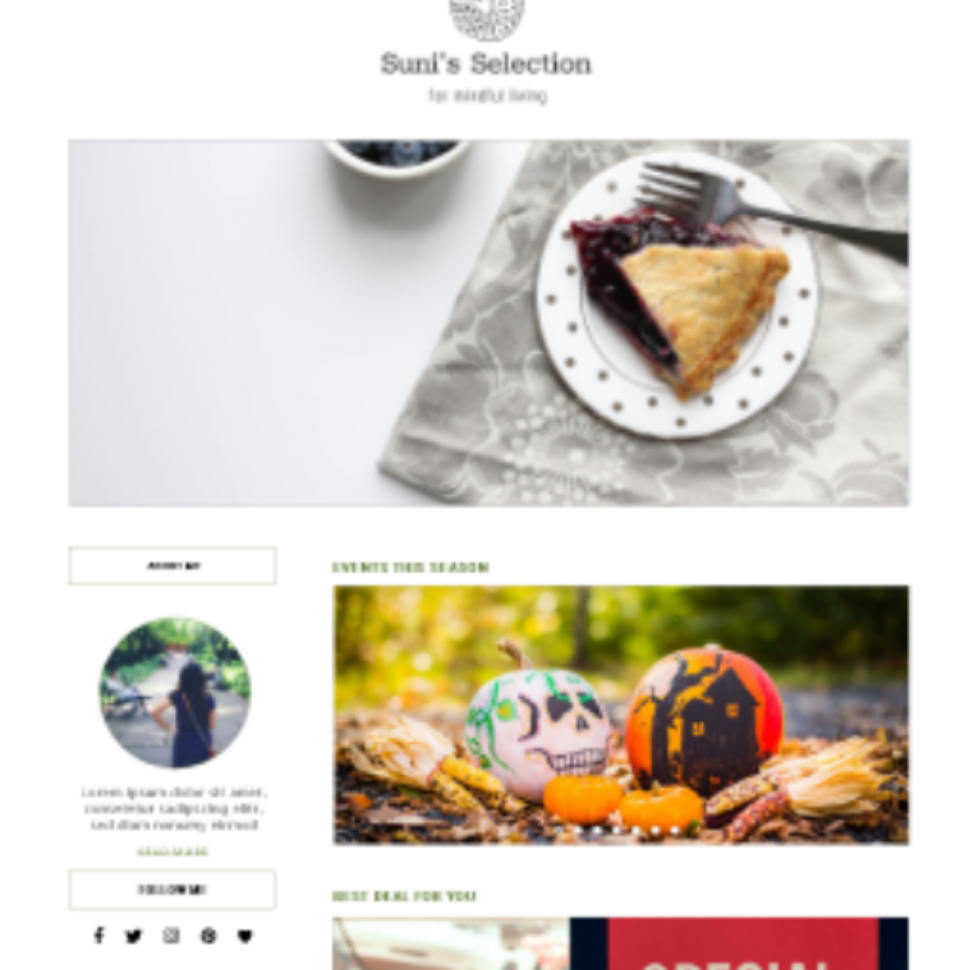 Suni's Selection
for mindful living
ABOUT ME
Lorem ipsum dolor sit amet,
consetetur sadipscing elitr,
sed diam nonumy eirmod
READ MORE
FOLLOW ME
EVENTS THIS SEASON
BEST DEAL FOR YOU
SPECIAL